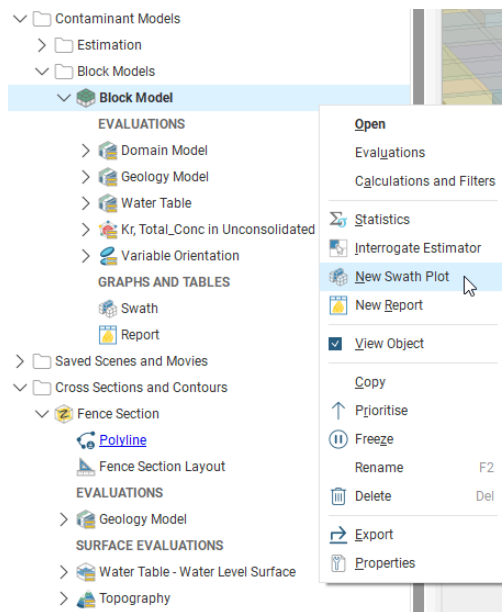 Contaminant Models
Estimation
Block Models
Block Model
EVALUATIONS
Domain Model
Geology Model
Water Table
Kr, Total_Conc in Unconsolidated
Variable Orientation
GRAPHS AND TABLES
Swath
Report
Saved Scenes and Movies
Cross Sections and Contours
Fence Section
Polyline
Fence Section Layout
EVALUATIONS
Geology Model
SURFACE EVALUATIONS
Water Table - Water Level Surface
Topography
Open
Evaluations
Calculations and Filters
Statistics
Interrogate Estimator
New Swath Plot
New Report
View Object
Copy
Prioritise
Freeze
Rename F2
Delete Del
Export
Properties